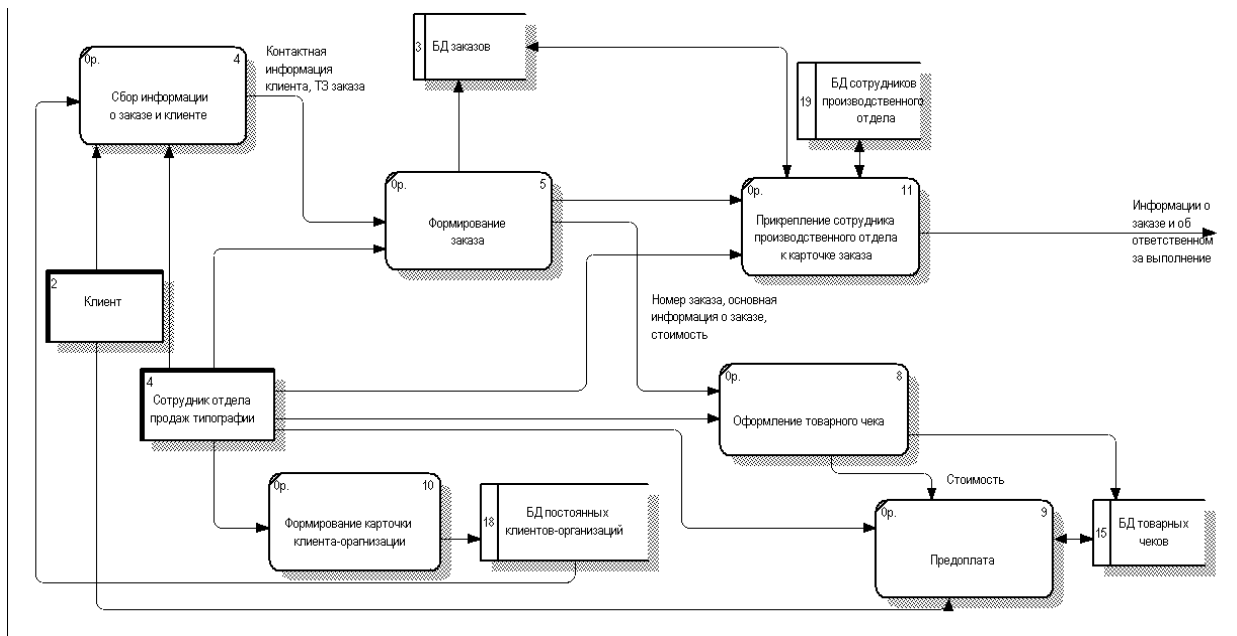 0р.
4
Сбор информации
о заказе и клиенте
Контактная
информация
клиента, ТЗ заказа
3
БД заказов
19
БД сотрудников
производственного
отдела
0р.
5
Формирование
заказа
0р.
11
Прикрепление сотрудника
производственного отдела
к карточке заказа
Информации о
заказе и об
ответственном
за выполнение
2
Клиент
Номер заказа, основная
информация о заказе,
стоимость
4
Сотрудник отдела
продаж типографии
0р.
8
Оформление товарного чека
Стоимость
0р.
10
Формирование карточки
клиента-орагнизации
18
БД постоянных
клиентов-организаций
0р.
9
Предоплата
15
БД товарных
чеков